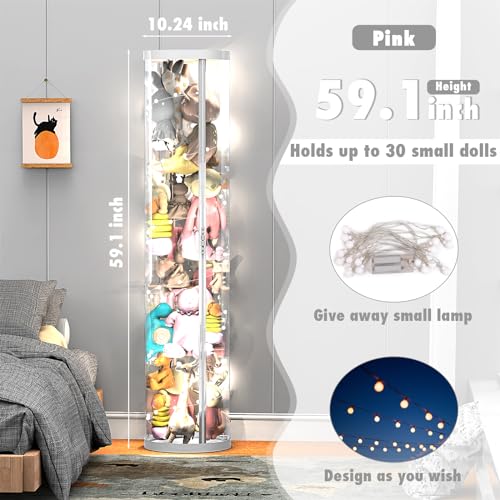 10.24 inch
59.1 inch
Pink
59.1 Height inch
Holds up to 30 small dolls
Give away small lamp
Design as you wish